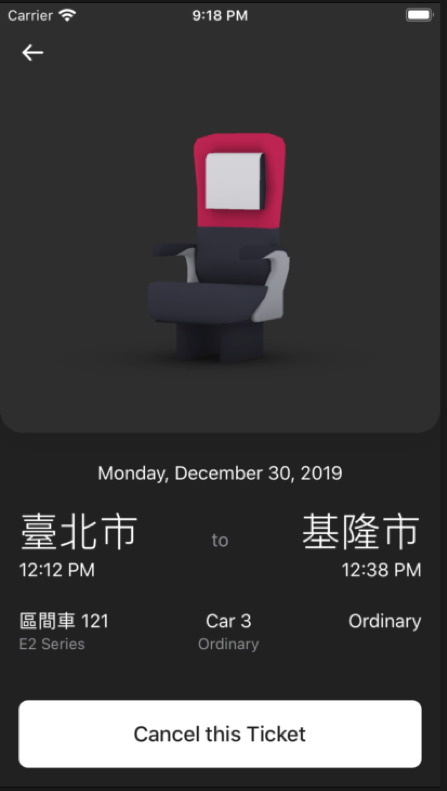 Carrier 9:18 PM
Monday, December 30, 2019
臺北市 to 基隆市
12:12 PM 12:38 PM
區間車 121 Car 3 Ordinary
E2 Series Ordinary
Cancel this Ticket